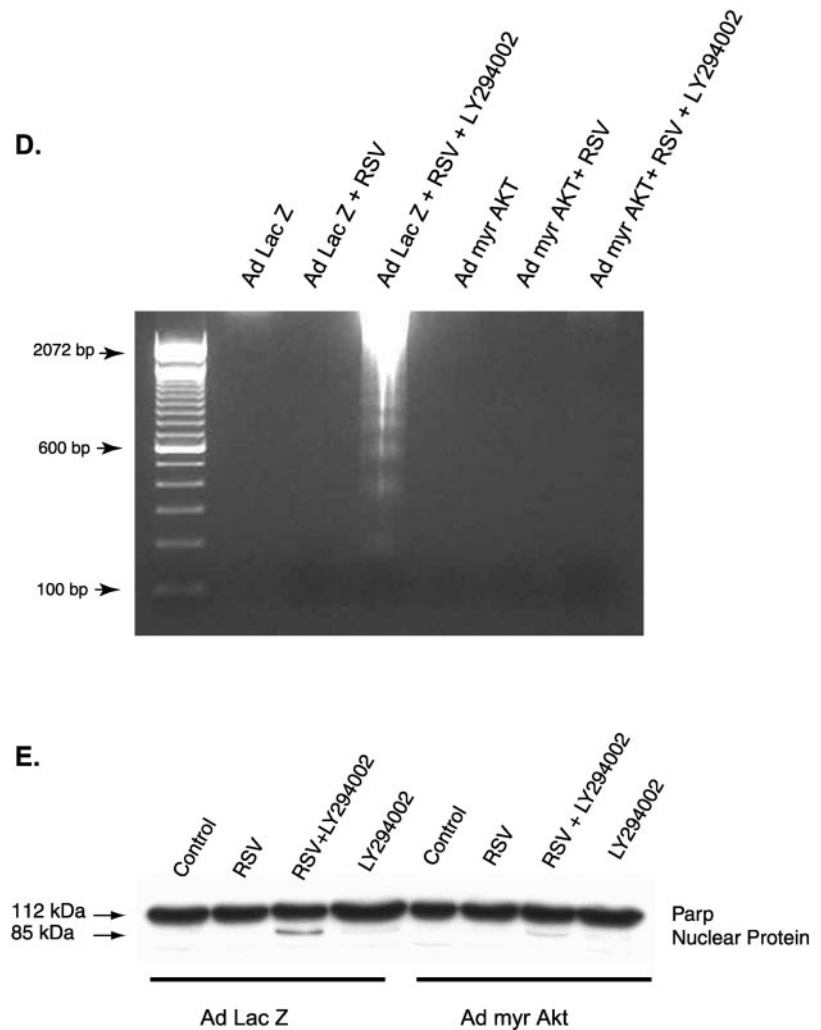 D.
Ad Lac Z
Ad Lac Z + RSV
Ad Lac Z + RSV + LY294002
Ad myr AKT
Ad myr AKT+ RSV
Ad myr AKT+ RSV + LY294002
2072 bp
600 bp
100 bp
E.
Control
RSV
RSV+LY294002
LY294002
Control
RSV
RSV + LY294002
LY294002
112 kDa
85 kDa
Parp
Nuclear Protein
Ad Lac Z
Ad myr Akt